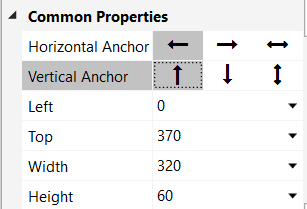 Common Properties
Horizontal Anchor
Vertical Anchor
Left 0
Top 370
Width 320
Height 60